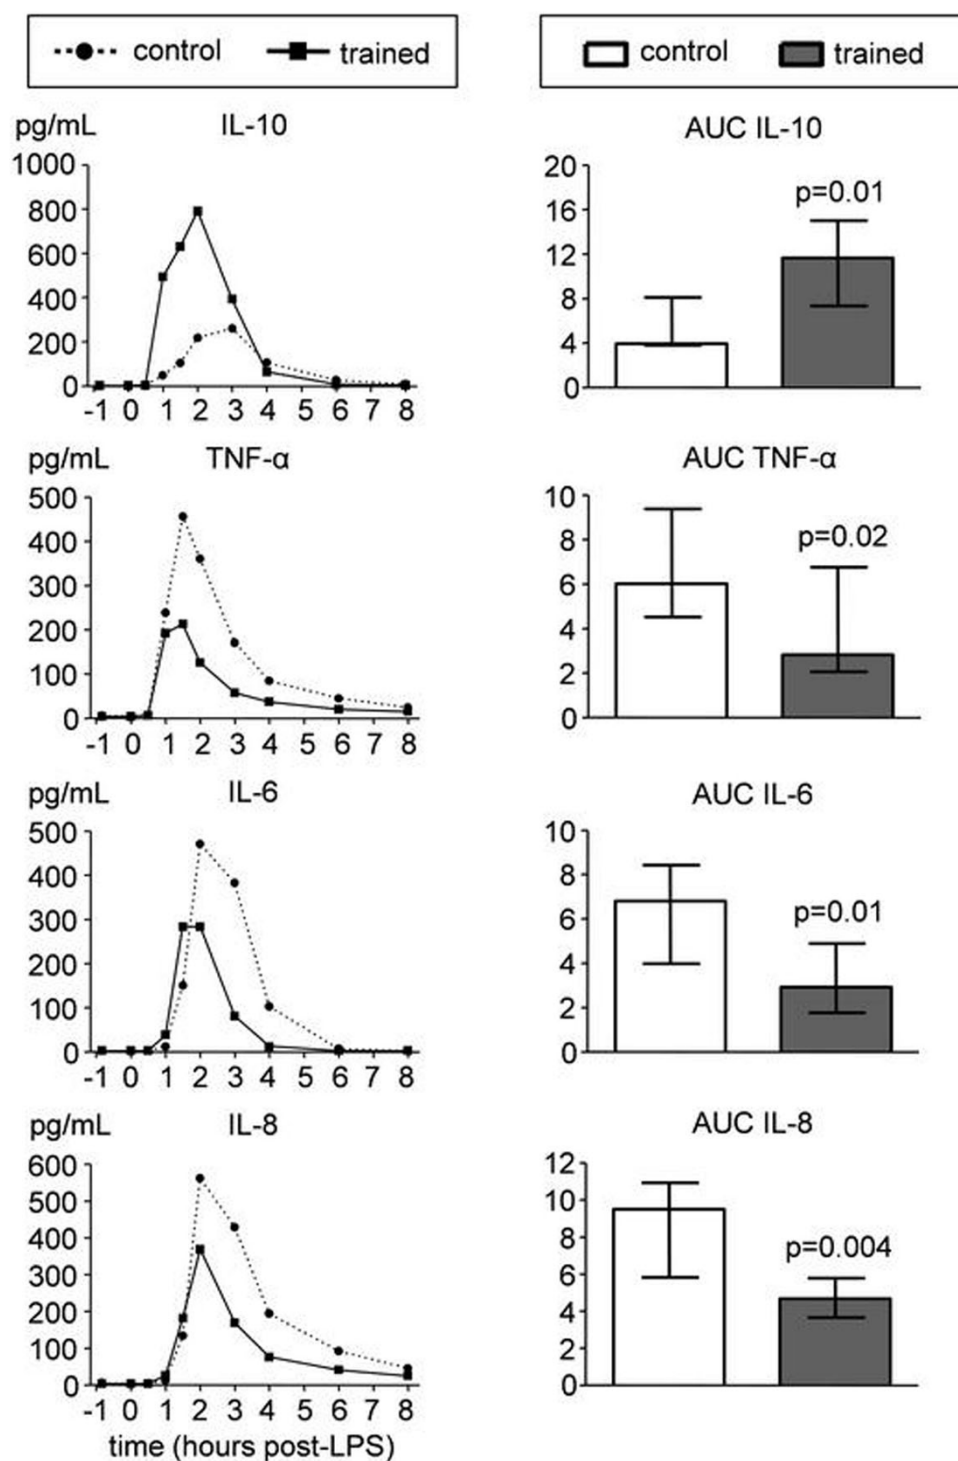 control trained
control trained
pg/mL IL-10
1000
800
600
400
200
0
-1 0 1 2 3 4 5 6 7 8
AUC IL-10
20
16
12
8
4
0
p=0.01
pg/mL TNF-α
500
400
300
200
100
0
-1 0 1 2 3 4 5 6 7 8
AUC TNF-α
10
8
6
4
2
0
p=0.02
pg/mL IL-6
500
400
300
200
100
0
-1 0 1 2 3 4 5 6 7 8
AUC IL-6
10
8
6
4
2
0
p=0.01
pg/mL IL-8
600
500
400
300
200
100
0
-1 0 1 2 3 4 5 6 7 8
time (hours post-LPS)
AUC IL-8
12
10
8
6
4
2
0
p=0.004